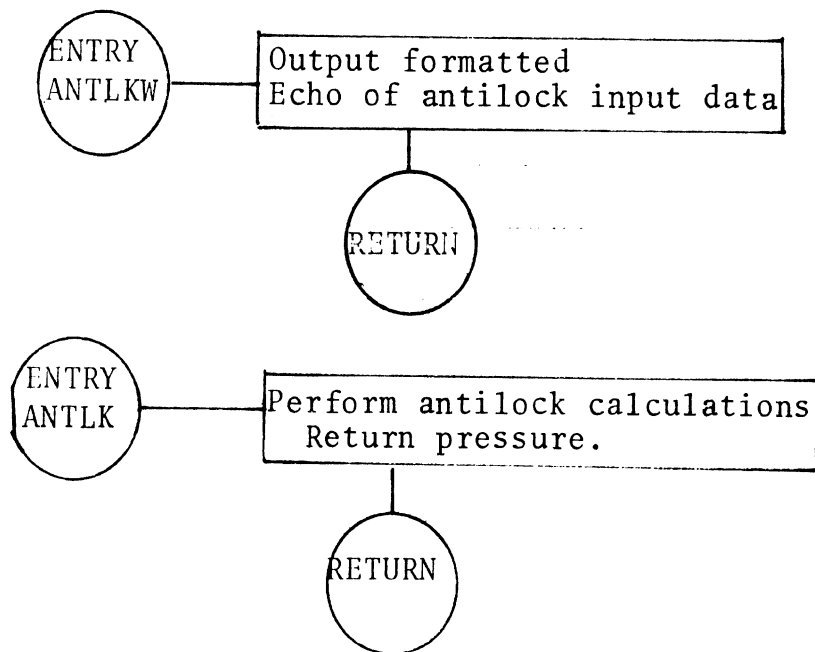 ENTRY
ANTLKW
Output formatted
Echo of antilock input data
RETURN
ENTRY
ANTLK
Perform antilock calculations
Return pressure.
RETURN